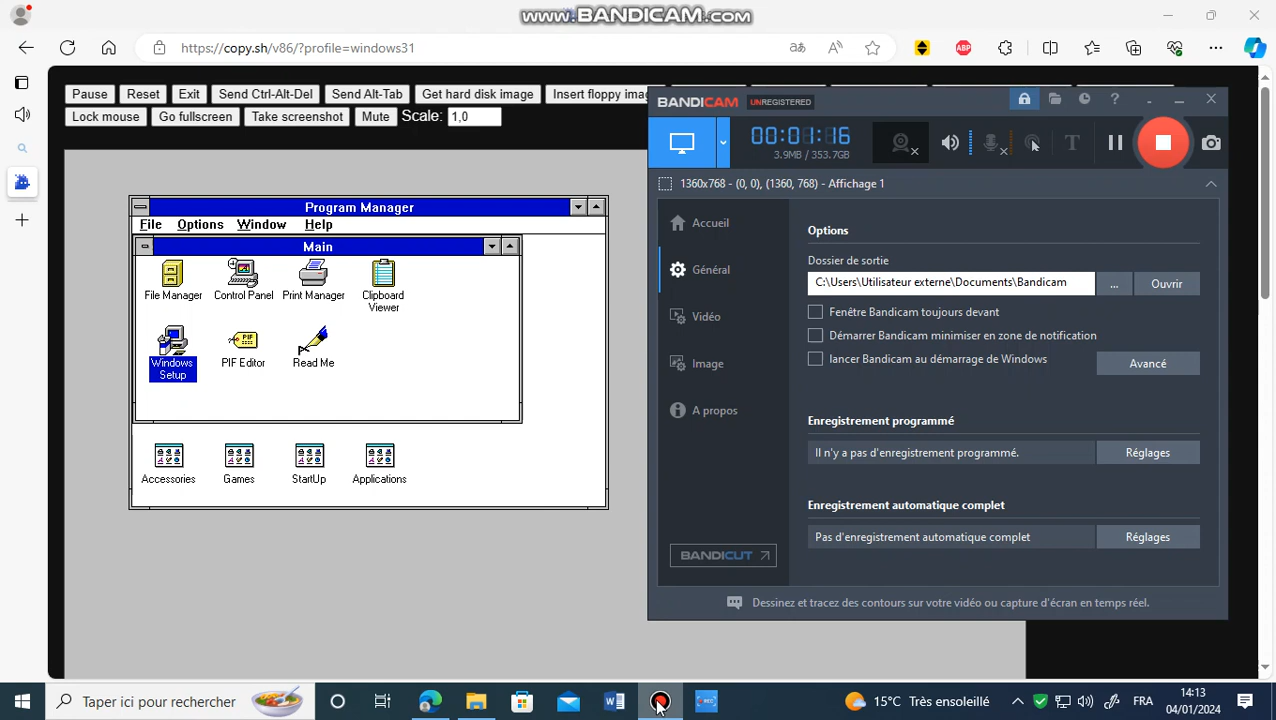 www.BANDICAM.com
https://copy.sh/v86/?profile=windows31
Pause Reset Exit Send Ctrl-Alt-Del Send Alt-Tab Get hard disk image Insert floppy imag
Lock mouse Go fullscreen Take screenshot Mute Scale: 1,0
Program Manager
File Options Window Help
Main
File Manager Control Panel Print Manager Clipboard Viewer
Windows Setup PIF Editor Read Me
Accessories Games StartUp Applications
BANDICAM UNREGISTERED
00:01:16
3.9MB / 353.7GB
1360x768 - (0, 0), (1360, 768) - Affichage 1
Accueil
Général
Vidéo
Image
A propos
BANDICUT
Options
Dossier de sortie
C:\Users\Utilisateur externe\Documents\Bandicam ... Ouvrir
Fenêtre Bandicam toujours devant
Démarrer Bandicam minimiser en zone de notification
lancer Bandicam au démarrage de Windows Avancé
Enregistrement programmé
Il n'y a pas d'enregistrement programmé. Réglages
Enregistrement automatique complet
Pas d'enregistrement automatique complet Réglages
Dessinez et tracez des contours sur votre vidéo ou capture d'écran en temps réel.
Taper ici pour rechercher
15°C Très ensoleillé
FRA
14:13
04/01/2024